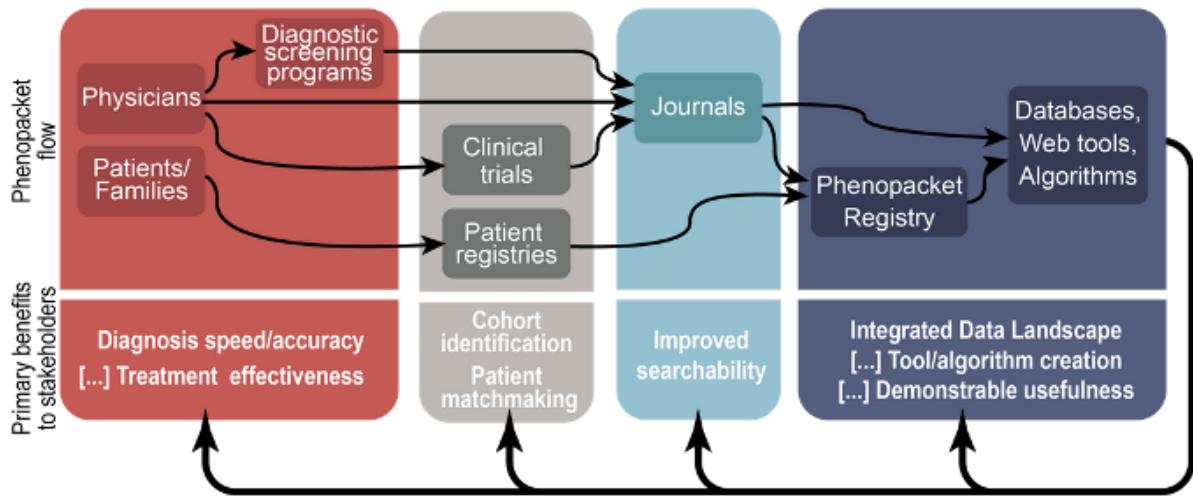 Phenopacket
flow
Physicians
Patients/
Families
Diagnostic
screening
programs
Clinical
trials
Patient
registries
Journals
Phenopacket
Registry
Databases,
Web tools,
Algorithms
Primary benefits
to stakeholders
Diagnosis speed/accuracy
[...] Treatment effectiveness
Cohort
identification
Patient
matchmaking
Improved
searchability
Integrated Data Landscape
[...] Tool/algorithm creation
[...] Demonstrable usefulness